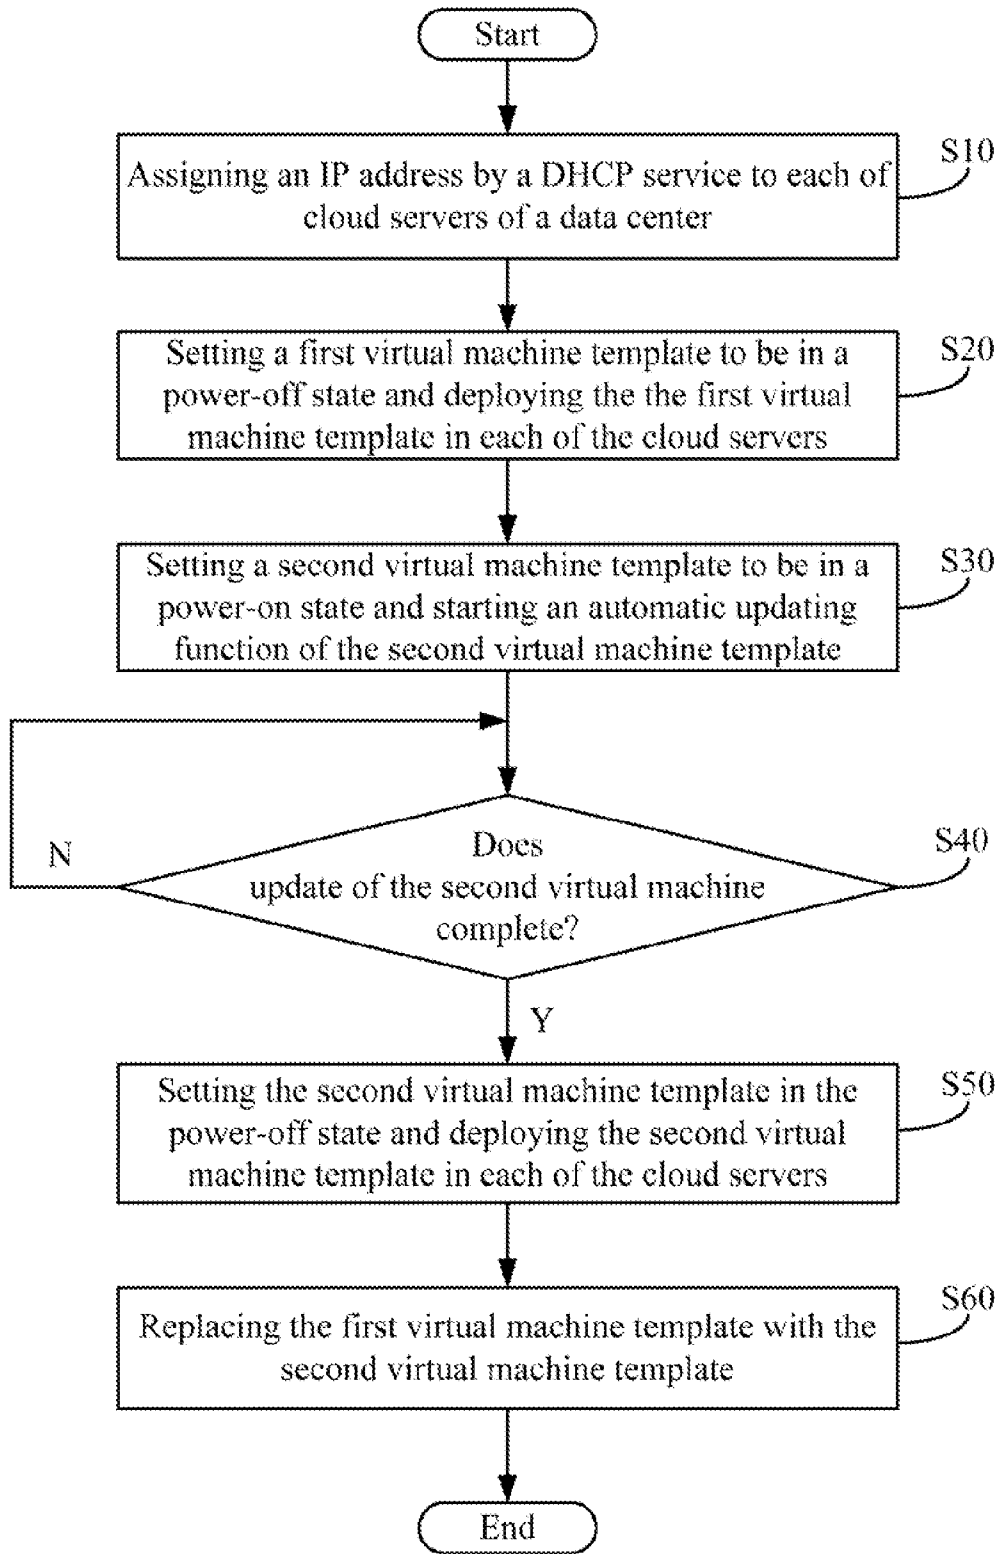 Start
Assigning an IP address by a DHCP service to each of
cloud servers of a data center
S10
Setting a first virtual machine template to be in a
power-off state and deploying the the first virtual
machine template in each of the cloud servers
S20
Setting a second virtual machine template to be in a
power-on state and starting an automatic updating
function of the second virtual machine template
S30
N
Does
update of the second virtual machine
complete?
S40
Y
Setting the second virtual machine template in the
power-off state and deploying the second virtual
machine template in each of the cloud servers
S50
Replacing the first virtual machine template with the
second virtual machine template
S60
End